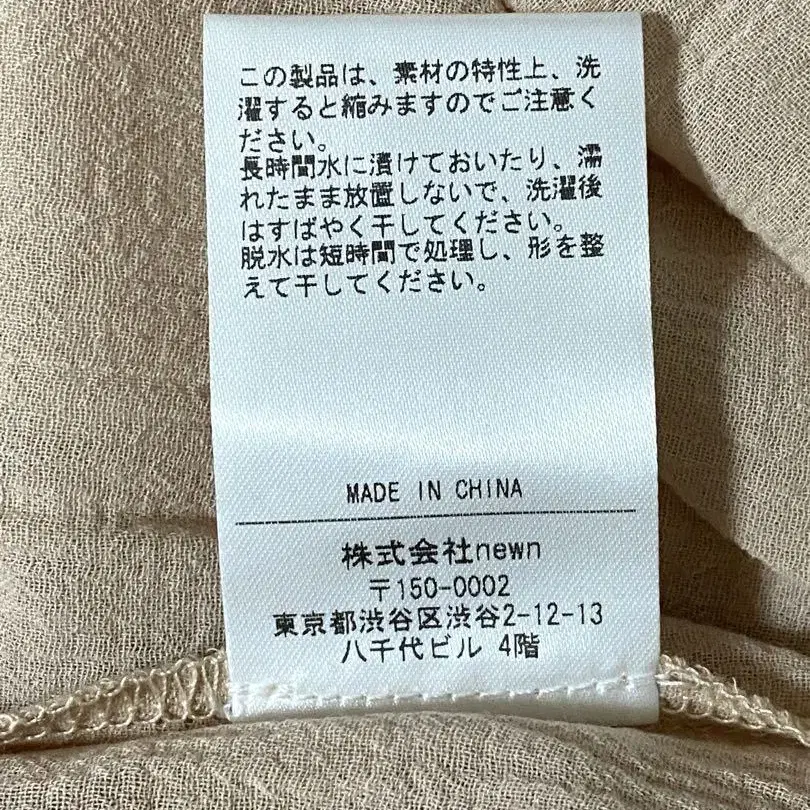 この製品は、素材の特性上、洗
濯すると縮みますのでご注意く
ださい。
長時間水に漬けておいたり、濡
れたまま放置しないで、洗濯後
はすばやく干してください。
脱水は短時間で処理し、形を整
えて干してください。
MADE IN CHINA
株式会社newn
〒150-0002
東京都渋谷区渋谷2-12-13
八千代ビル 4階